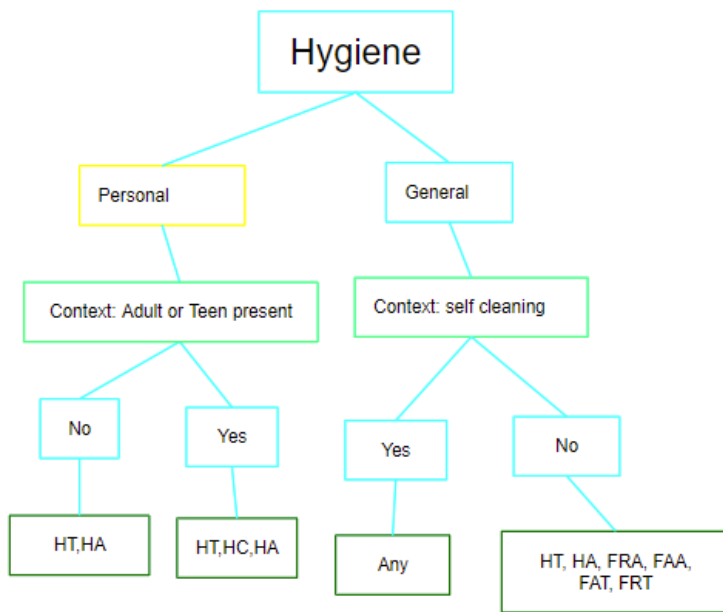 Hygiene
Personal
General
Context: Adult or Teen present
Context: self cleaning
No
Yes
Yes
No
HT,HA
HT,HC,HA
Any
HT, HA, FRA, FAA,
FAT, FRT